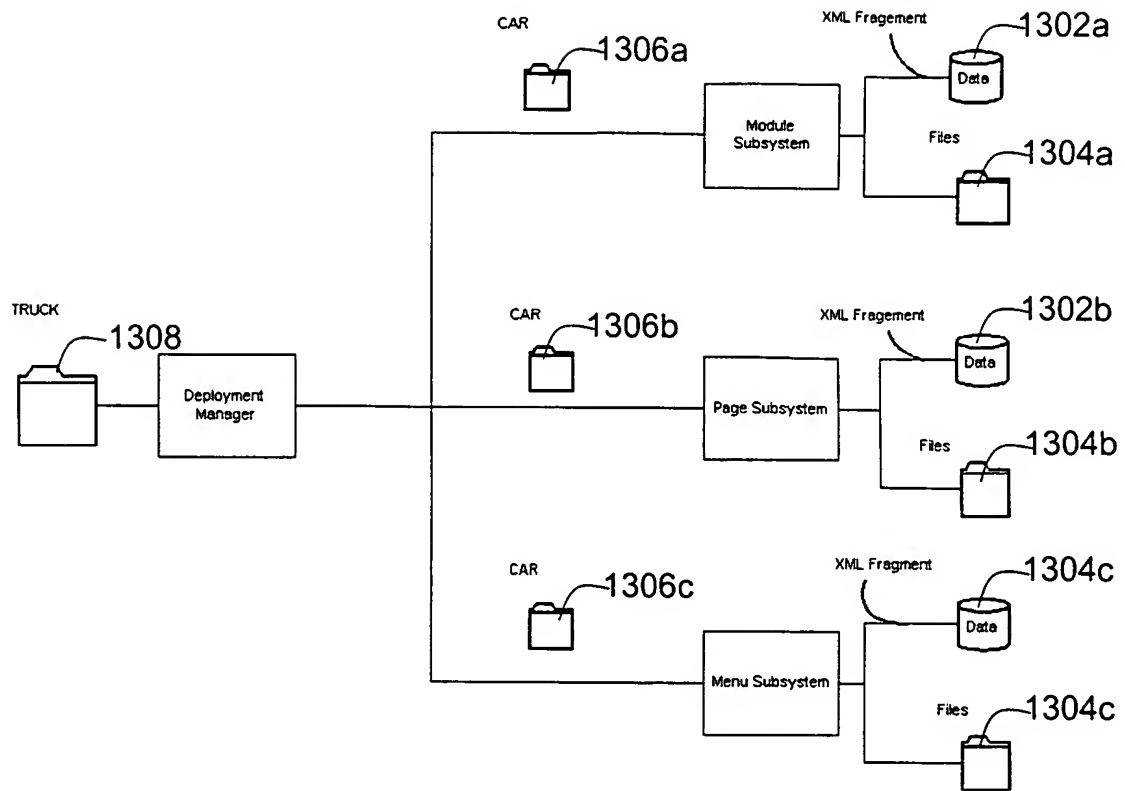 CAR
1306a
XML Fragement
1302a
Data
Module
Subsystem
Files
1304a
TRUCK
1308
Deployment
Manager
CAR
1306b
XML Fragement
1302b
Data
Page Subsystem
Files
1304b
CAR
1306c
XML Fragment
1304c
Data
Menu Subsystem
Files
1304c